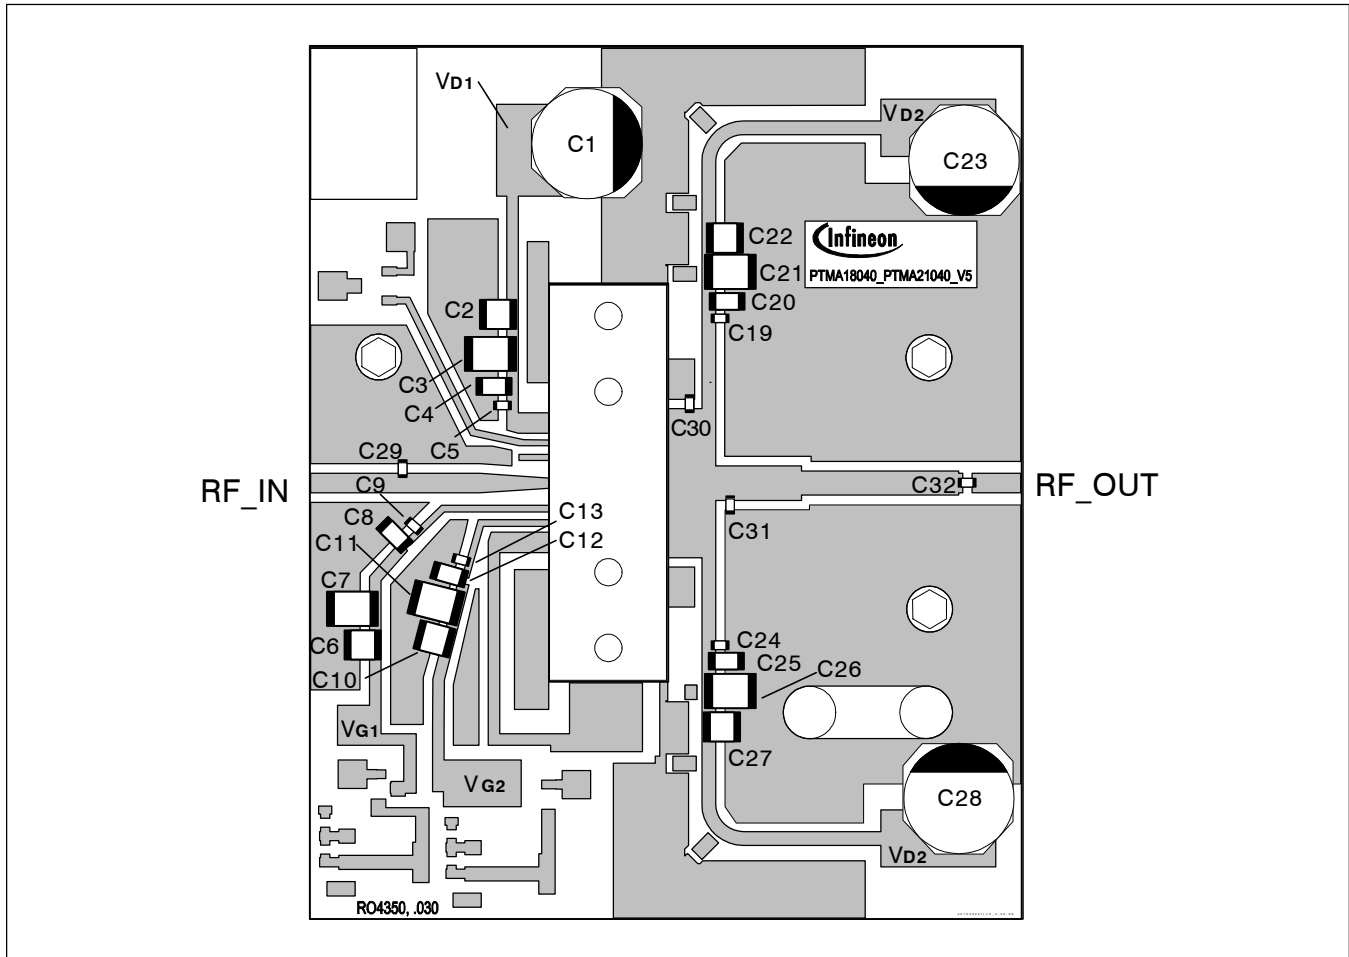 VD1
C1
VD2
C23
C22
Infineon
C21
PTMA18040_PTMA21040_V5
C2
C20
C19
C3
C4
C30
C5
C29
RF_IN
C9
C32
RF_OUT
C8
C13
C31
C11
C12
C7
C6
C24
C25
C26
C10
VG1
C27
VG2
C28
VD2
RO4350, .030